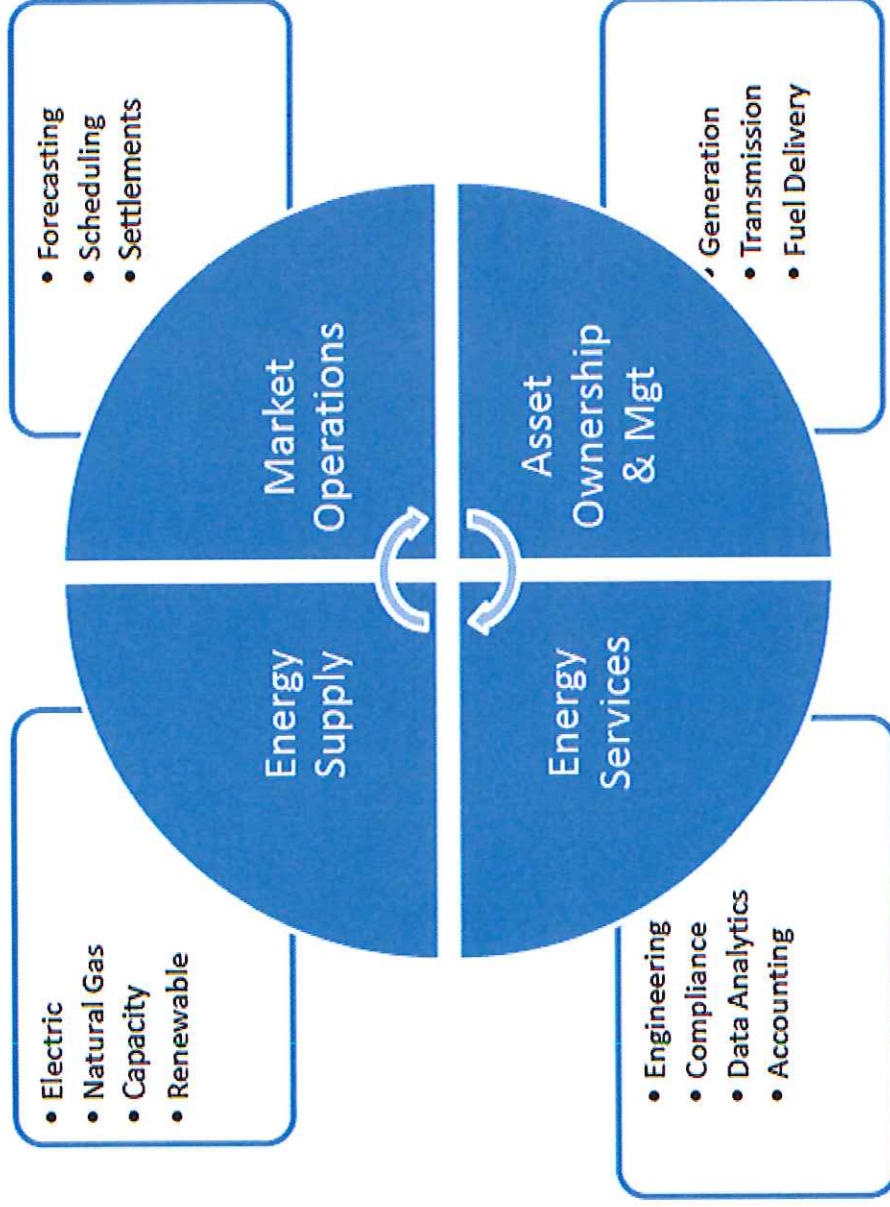 • Electric
• Natural Gas
• Capacity
• Renewable
Energy
Supply
Market
Operations
• Forecasting
• Scheduling
• Settlements
• Engineering
• Compliance
• Data Analytics
• Accounting
Energy
Services
Asset
Ownership
& Mgt
• Generation
• Transmission
• Fuel Delivery